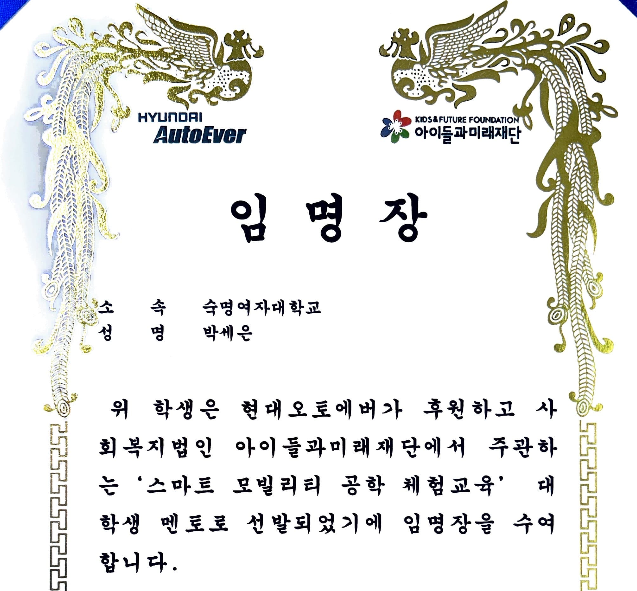 HYUNDAI
AutoEver
KIDS&FUTURE FOUNDATION
아이들과미래재단
임명장
소 속 숙명여자대학교
성 명 박세은
위 학생은 현대오토에버가 후원하고 사
회복지법인 아이들과미래재단에서 주관하
는 '스마트 모빌리티 공학 체험교육' 대
학생 멘토로 선발되었기에 임명장을 수여
합니다.